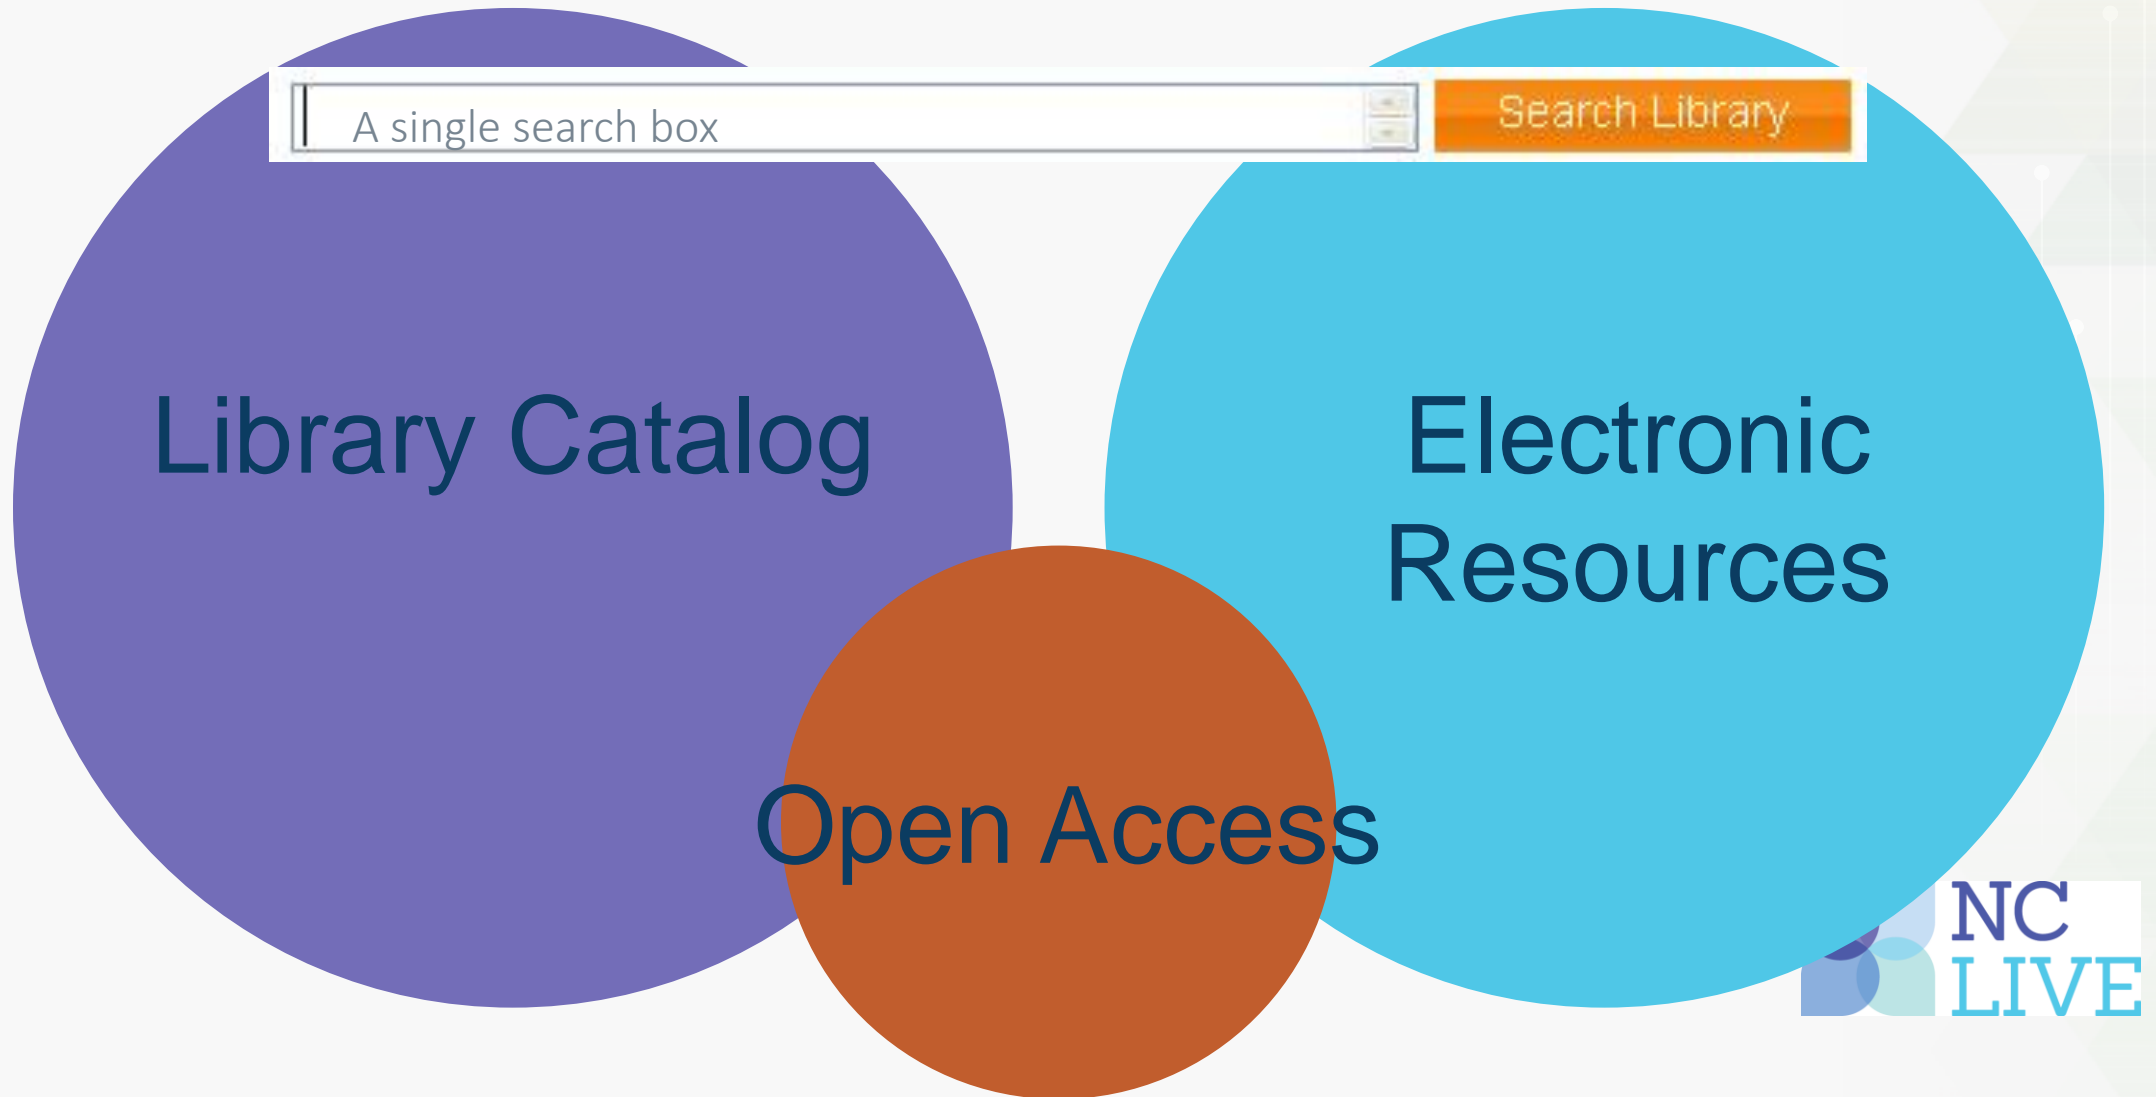 A single search box
Search Library
Library Catalog
Electronic
Resources
Open Access
NC
LIVE